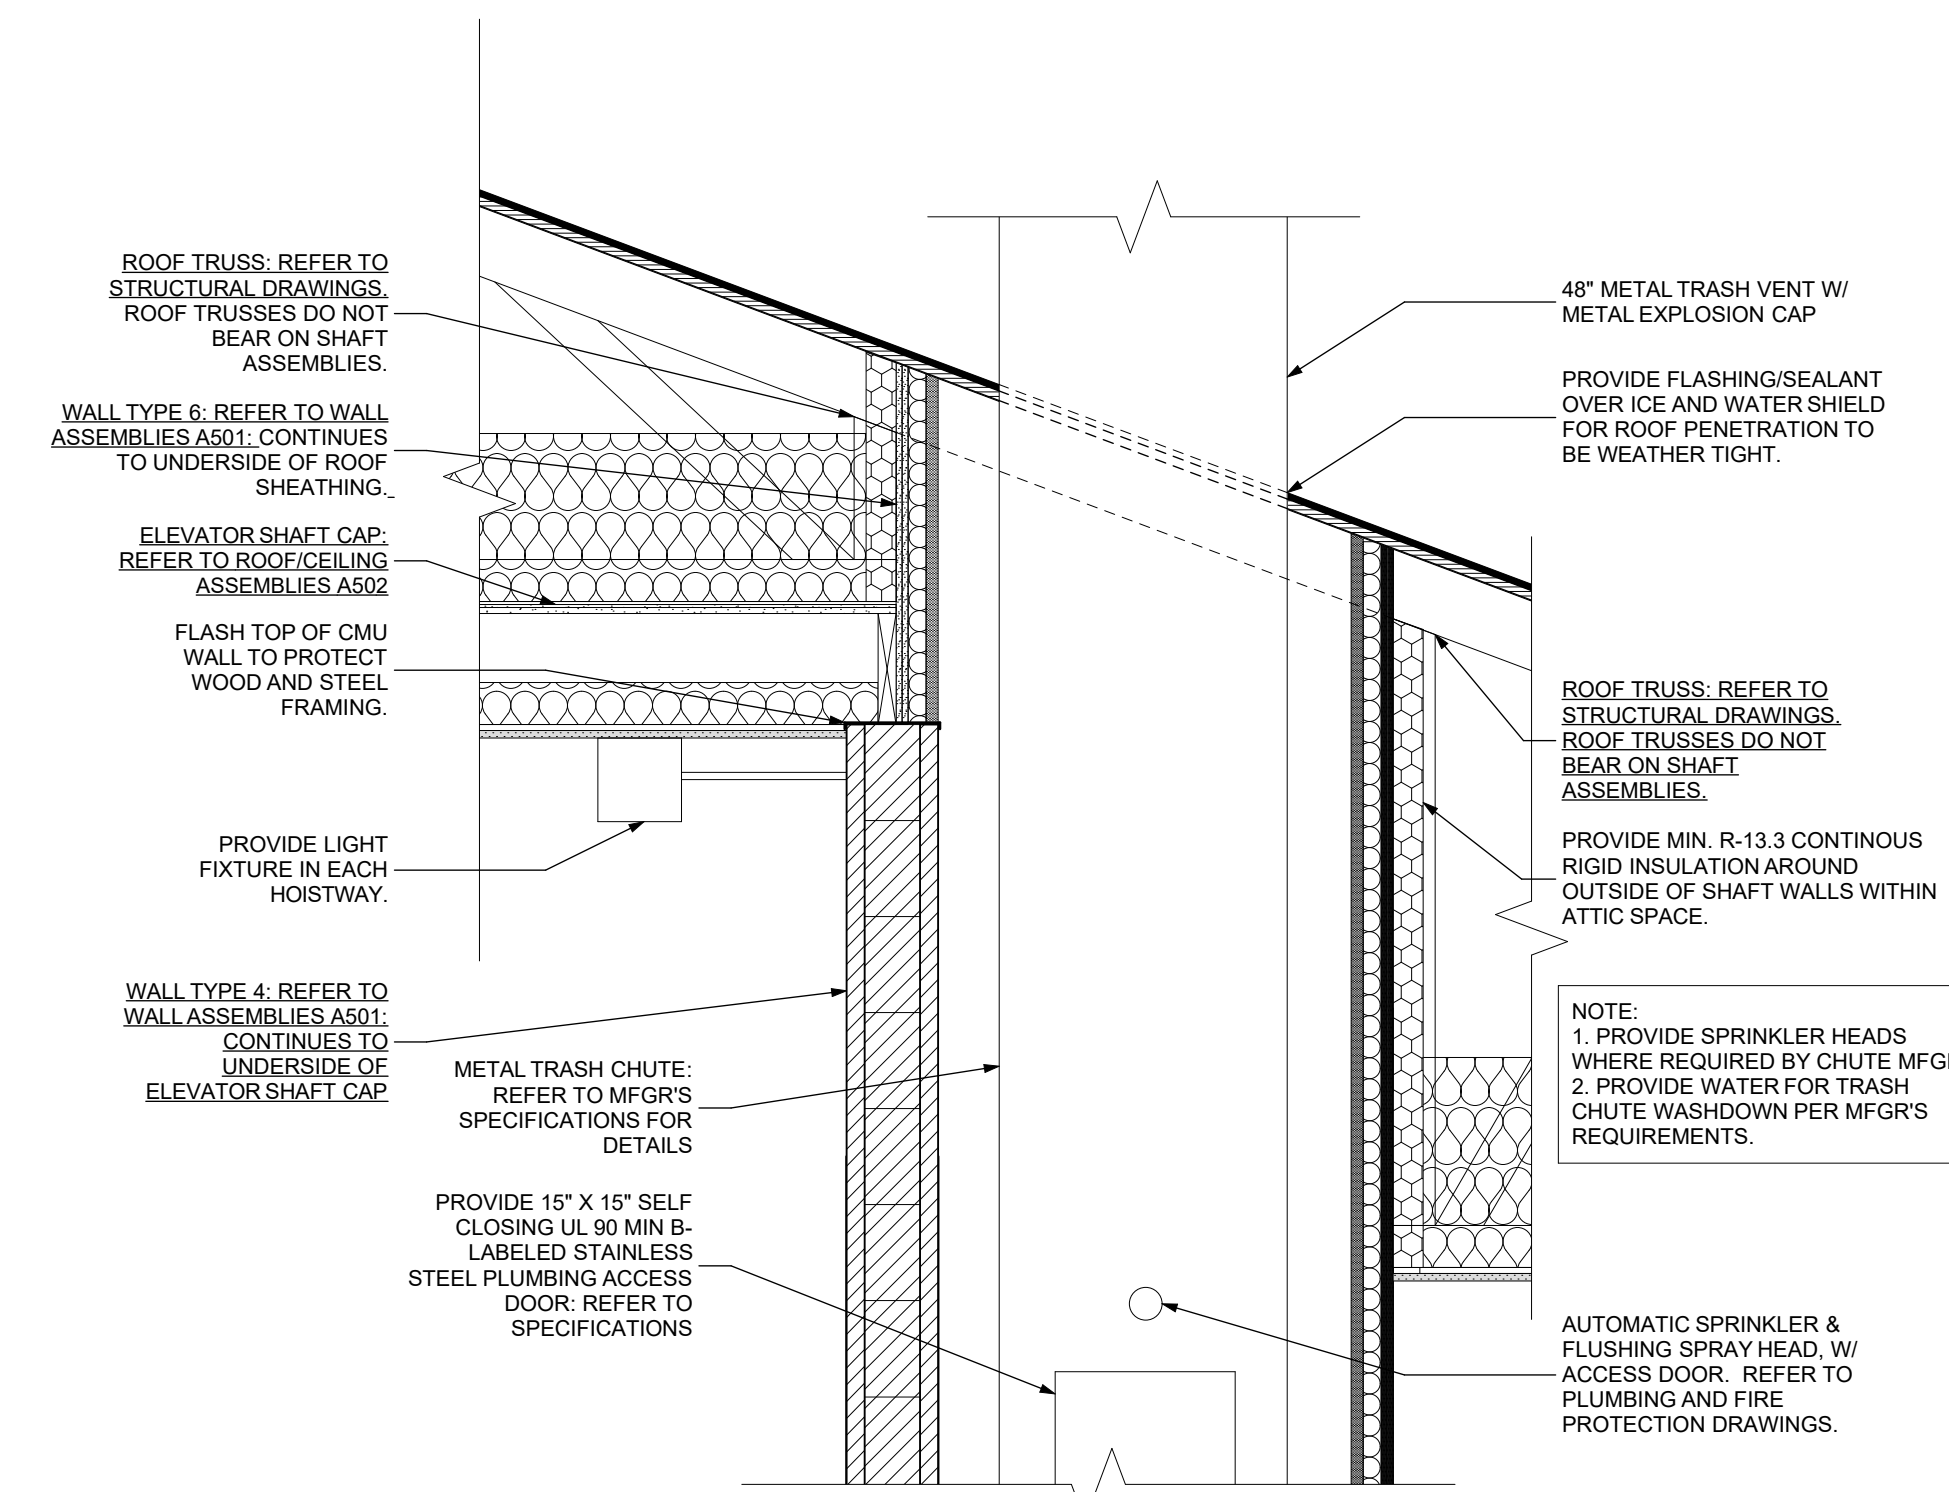 ROOF TRUSS: REFER TO
STRUCTURAL DRAWINGS.
ROOF TRUSSES DO NOT
BEAR ON SHAFT
ASSEMBLIES.
WALL TYPE 6: REFER TO WALL
ASSEMBLIES A501: CONTINUES
TO UNDERSIDE OF ROOF
SHEATHING.
ELEVATOR SHAFT CAP:
REFER TO ROOF/CEILING
ASSEMBLIES A502
FLASH TOP OF CMU
WALL TO PROTECT
WOOD AND STEEL
FRAMING.
PROVIDE LIGHT
FIXTURE IN EACH
HOISTWAY.
WALL TYPE 4: REFER TO
WALL ASSEMBLIES A501:
CONTINUES TO
UNDERSIDE OF
ELEVATOR SHAFT CAP
METAL TRASH CHUTE:
REFER TO MFGR'S
SPECIFICATIONS FOR
DETAILS
PROVIDE 15" X 15" SELF
CLOSING UL 90 MIN B-
LABELED STAINLESS
STEEL PLUMBING ACCESS
DOOR: REFER TO
SPECIFICATIONS
48" METAL TRASH VENT W/
METAL EXPLOSION CAP
PROVIDE FLASHING/SEALANT
OVER ICE AND WATER SHIELD
FOR ROOF PENETRATION TO
BE WEATHER TIGHT.
ROOF TRUSS: REFER TO
STRUCTURAL DRAWINGS.
ROOF TRUSSES DO NOT
BEAR ON SHAFT
ASSEMBLIES.
PROVIDE MIN. R-13.3 CONTINOUS
RIGID INSULATION AROUND
OUTSIDE OF SHAFT WALLS WITHIN
ATTIC SPACE.
NOTE:
1. PROVIDE SPRINKLER HEADS
WHERE REQUIRED BY CHUTE
2. PROVIDE WATER FOR TRASH
CHUTE WASHDOWN PER MFGR'S
REQUIREMENTS.
AUTOMATIC SPRINKLER &
FLUSHING SPRAY HEAD, W/
ACCESS DOOR. REFER TO
PLUMBING AND FIRE
PROTECTION DRAWINGS.